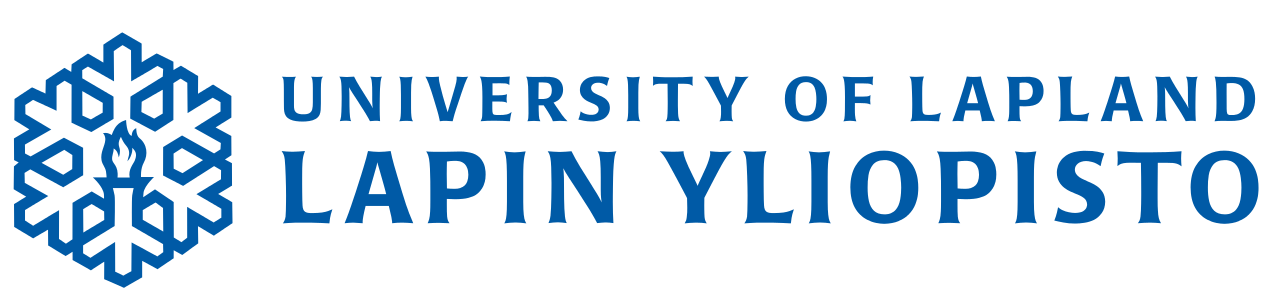 UNIVERSITY OF LAPLAND
LAPIN YLIOPISTO